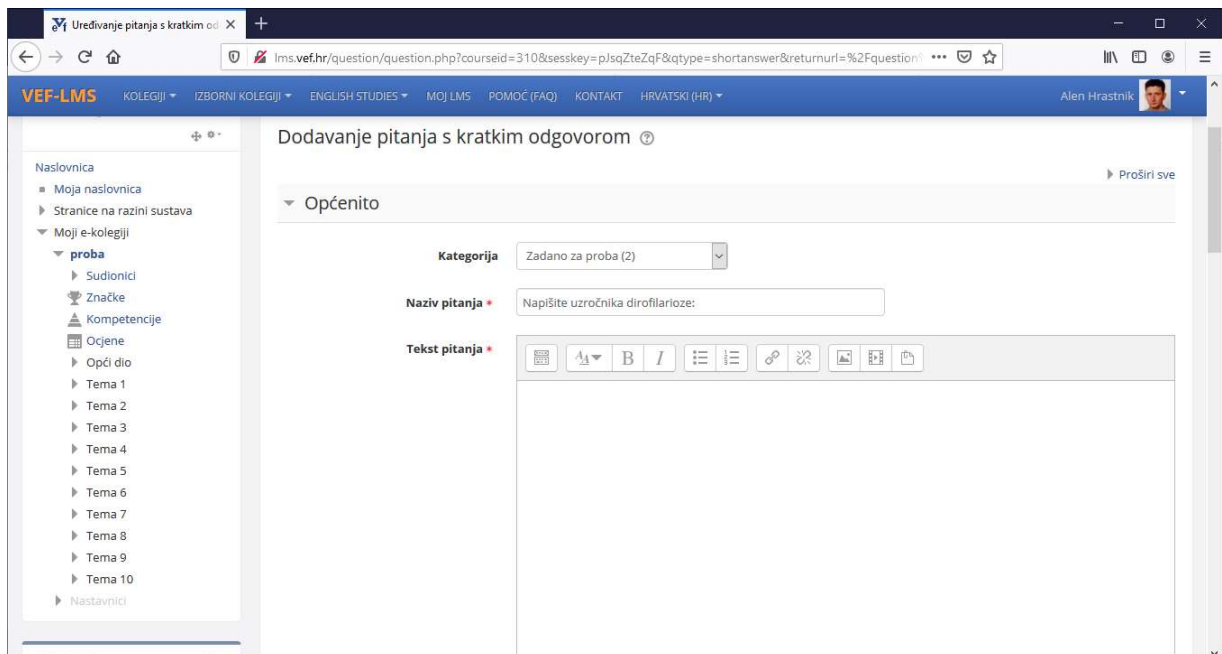 Uređivanje pitanja s kratkim od
lms.vef.hr/question/question.php?courseid=310&sesskey=pJsqZteZqF&qtype=shortanswer&returnurl=%2Fquestion
VEF-LMS KOLEGIJI IZBORNI KOLEGIJI ENGLISH STUDIES MOJ LMS POMOĆ (FAQ) KONTAKT HRVATSKI (HR) Alen Hrastnik
Naslovnica
Moja naslovnica
Stranice na razini sustava
Moji e-kolegiji
proba
Sudionici
Značke
Kompetencije
Ocjene
Opći dio
Tema 1
Tema 2
Tema 3
Tema 4
Tema 5
Tema 6
Tema 7
Tema 8
Tema 9
Tema 10
Nastavnici
Dodavanje pitanja s kratkim odgovorom
Proširi sve
Općenito
Kategorija Zadano za proba (2)
Naziv pitanja Napišite uzročnika dirofilarioze:
Tekst pitanja